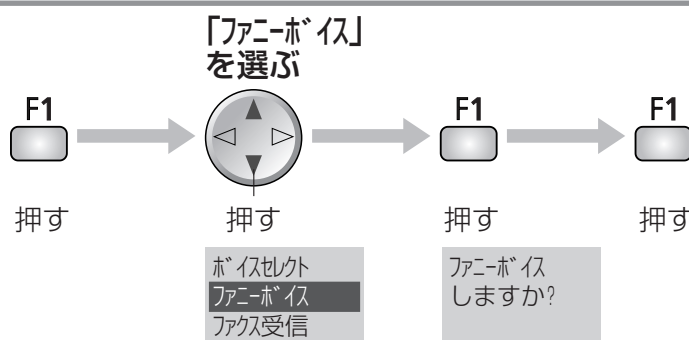 「ファニーボイス」
を選ぶ
F1
F1
F1
押す
押す
押す
押す
ボイスセレクト
ファニーボイス
ファクス受信
ファニーボイス
しますか?